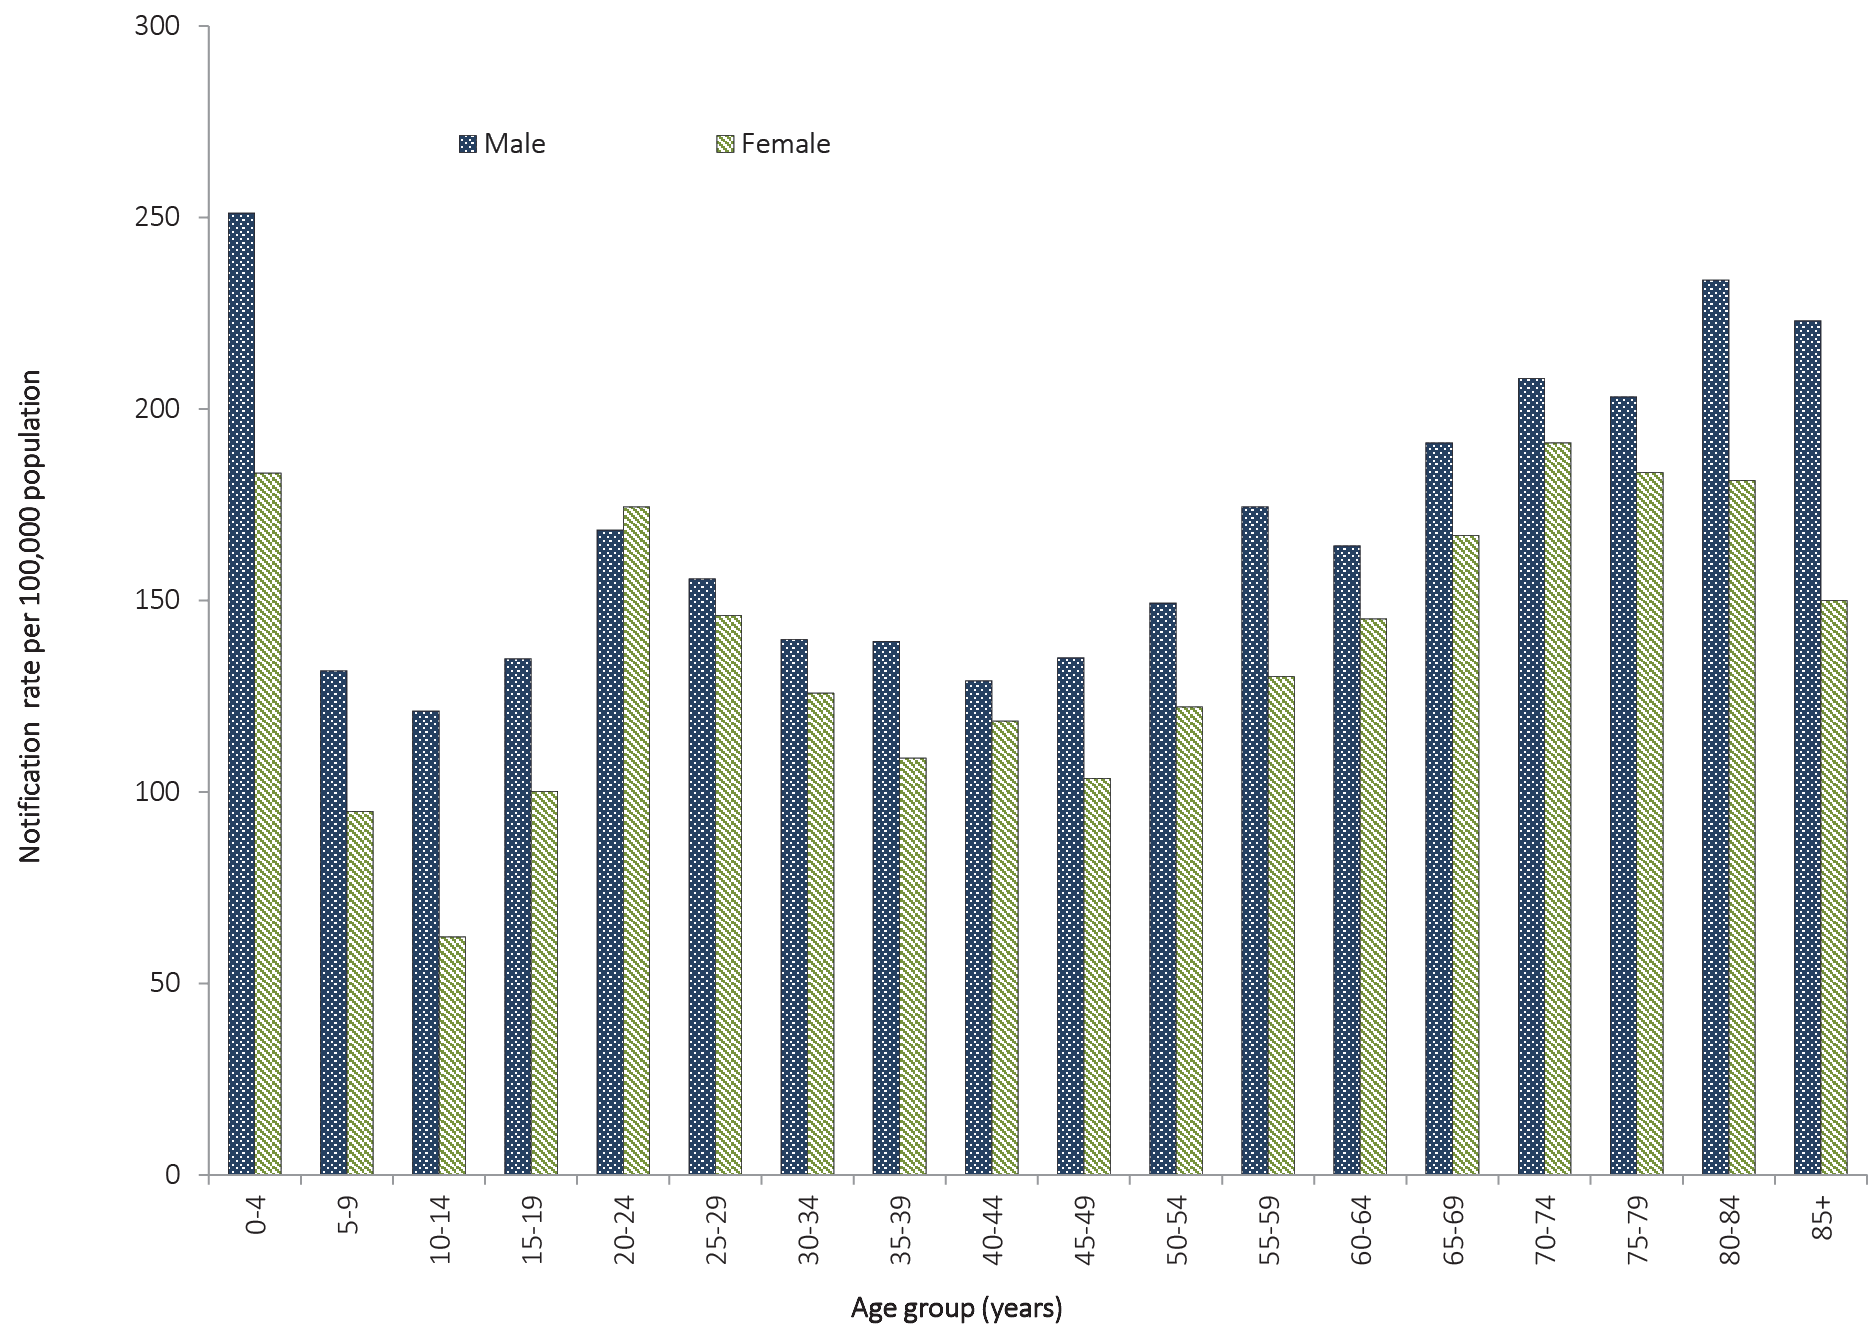 300
Male Female
250
200
150
100
50
0
Notification rate per 100,000 population
0-4 5-9 10-14 15-19 20-24 25-29 30-34 35-39 40-44 45-49 50-54 55-59 60-64 65-69 70-74 75-79 80-84 85+
Age group (years)